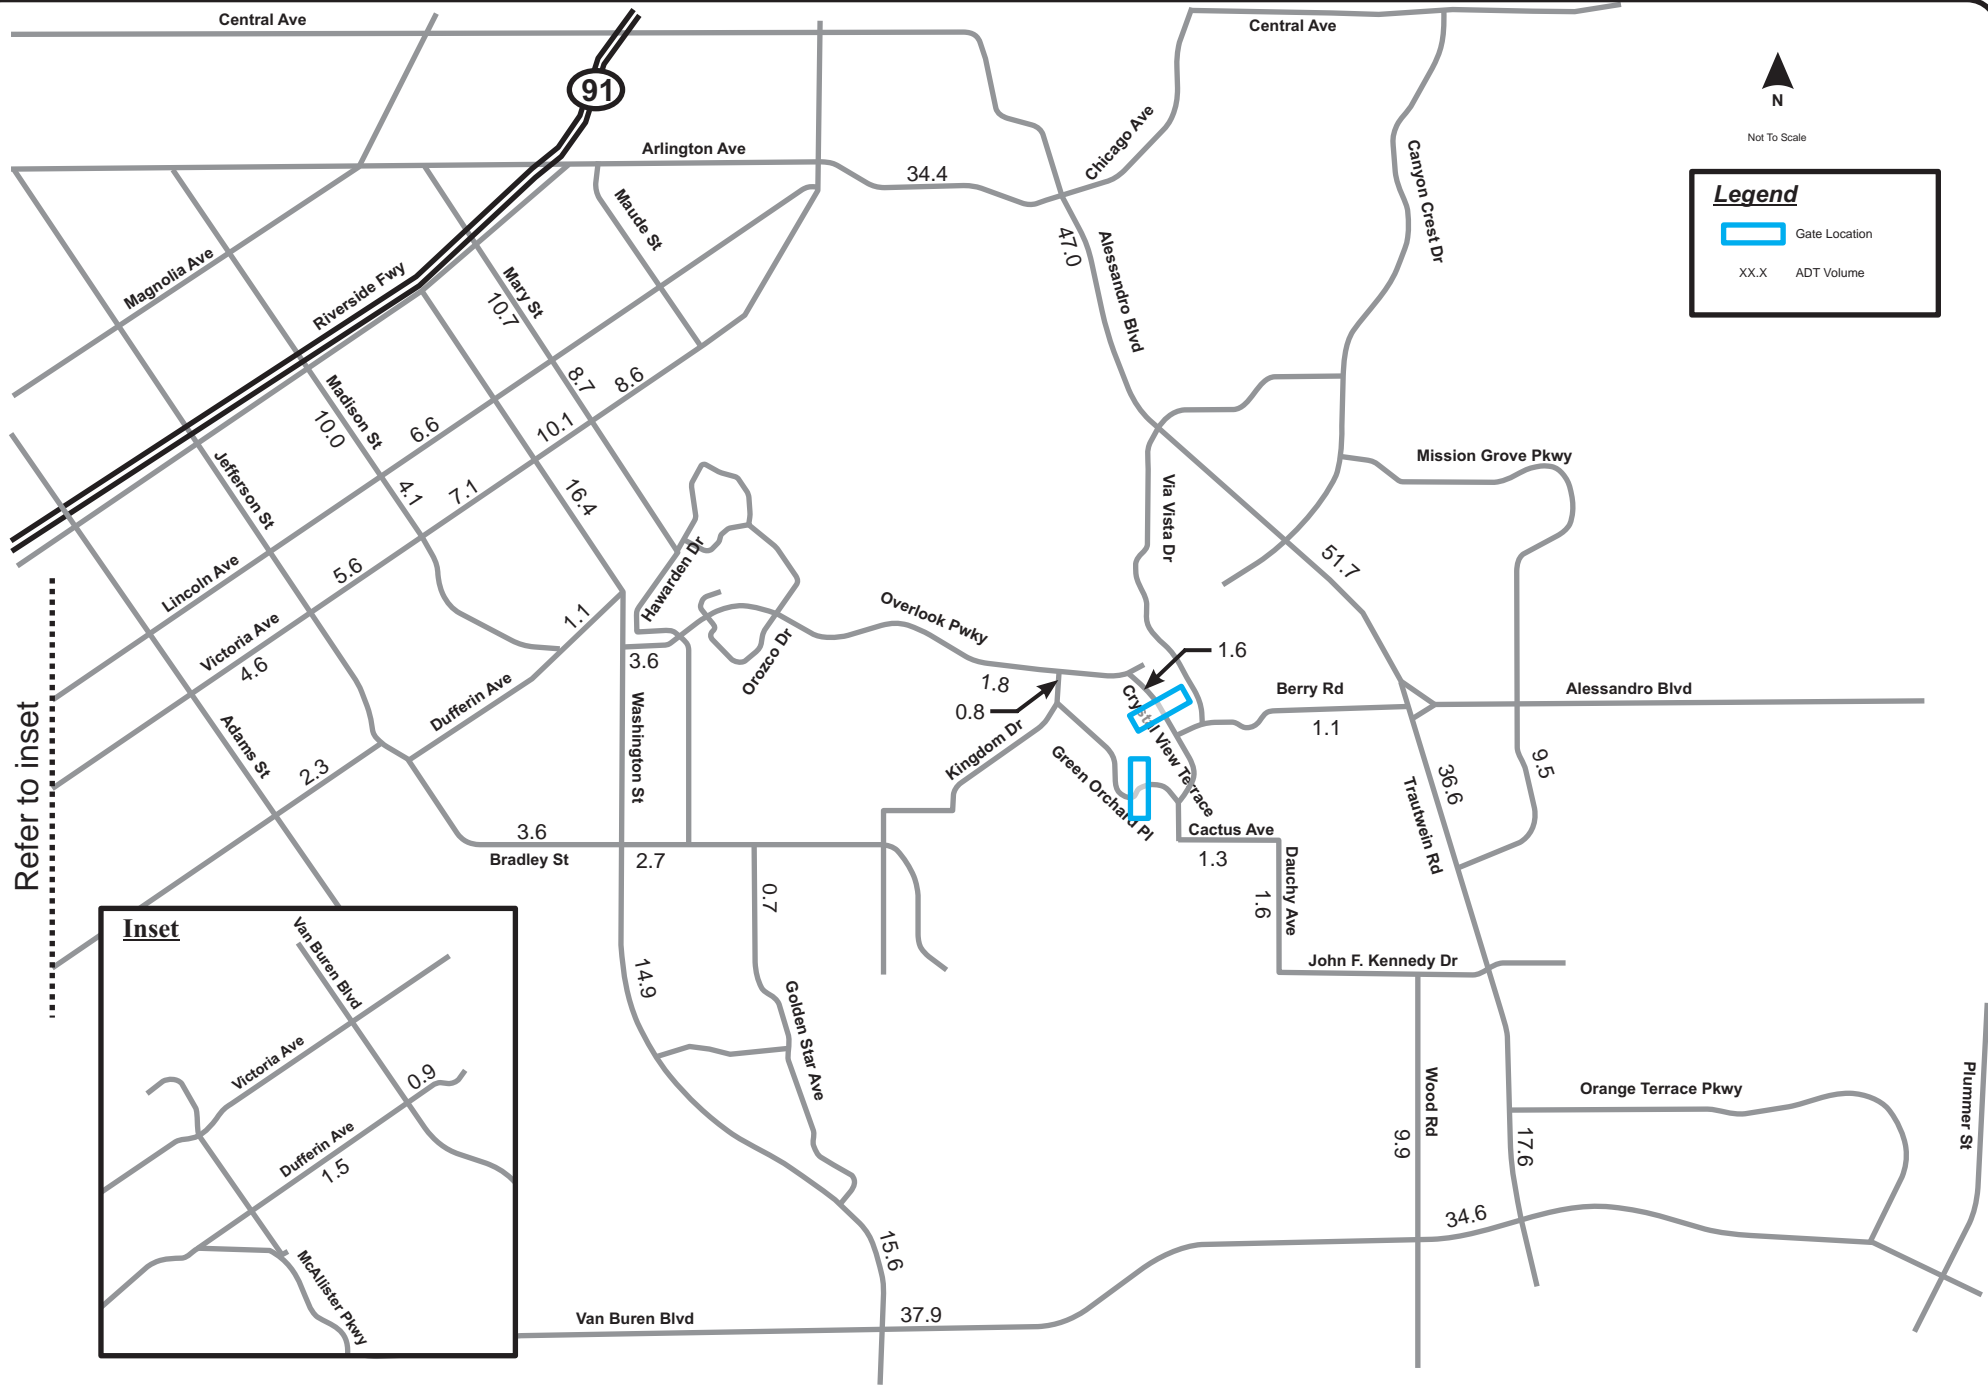 Central Ave
Central Ave
91
N
Not To Scale
Legend
Gate Location
XX.X ADT Volume
Arlington Ave
34.4
Chicago Ave
Canyon Crest Dr
Magnolia Ave
Riverside Fwy
Maude St
Mary St
10.7
47.0
Alessandro Blvd
Madison St
10.0
6.6
8.7
8.6
10.1
Jefferson St
4.1
7.1
16.4
Mission Grove Pkwy
Via Vista Dr
51.7
Lincoln Ave
5.6
Hawarden Dr
1.1
Overlook Pwky
Victoria Ave
4.6
3.6
Orozco Dr
1.6
1.8
0.8
Crystal View Terrace
Berry Rd
1.1
Alessandro Blvd
Refer to inset
Adams St
Dufferin Ave
2.3
Washington St
Kingdom Dr
Green Orchard Pl
36.6
9.5
Trautwein Rd
3.6
Bradley St
2.7
Cactus Ave
1.3
0.7
1.6
Dauchy Ave
John F. Kennedy Dr
14.9
Golden Star Ave
Inset
Van Buren Blvd
Victoria Ave
0.9
Dufferin Ave
1.5
McAllister Pkwy
Wood Rd
9.9
Orange Terrace Pkwy
17.6
Plummer St
34.6
15.6
Van Buren Blvd
37.9